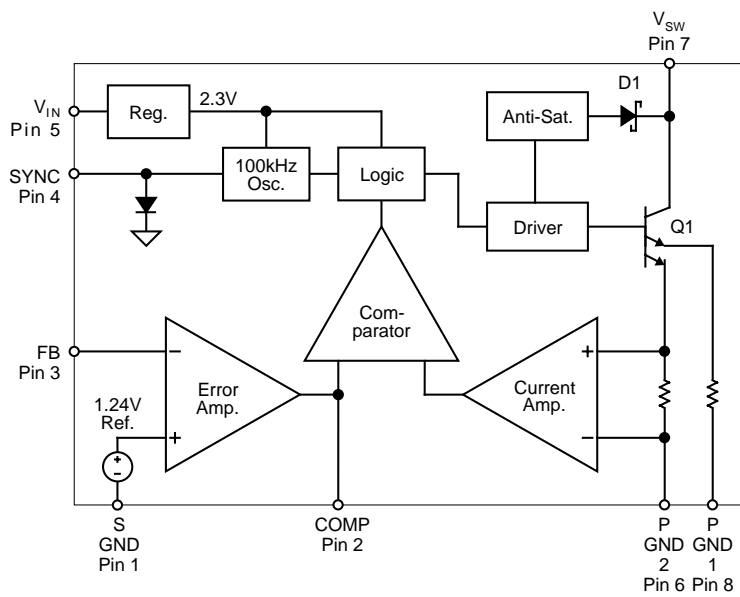 V_SW
Pin 7
D1
V_IN
Pin 5
Reg.
2.3V
Anti-Sat.
SYNC
Pin 4
100kHz
Osc.
Logic
Driver
Q1
Com-
parator
FB
Pin 3
−
Error
Amp.
+
Current
Amp.
−
1.24V
Ref.
+
+
−
S
GND
Pin 1
COMP
Pin 2
P
GND
2
Pin 6
P
GND
1
Pin 8